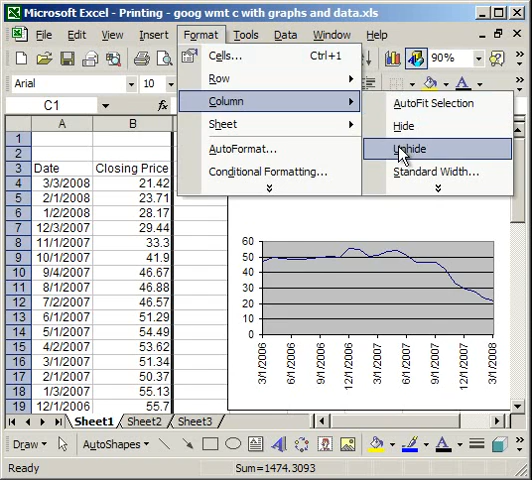 Microsoft Excel - Printing - goog wmt c with graphs and data.xls
File Edit View Insert Format Tools Data Window Help
Cells... Ctrl+1
Row
Column
Sheet
AutoFormat...
Conditional Formatting...
AutoFit Selection
Hide
Unhide
Standard Width...
90%
Arial 10
C1
A B
1
2
3 Date Closing Price
4 3/3/2008 21.42
5 2/1/2008 23.71
6 1/2/2008 28.17
7 12/3/2007 29.44
8 11/1/2007 33.3
9 10/1/2007 41.9
10 9/4/2007 46.67
11 8/1/2007 46.88
12 7/2/2007 46.57
13 6/1/2007 51.29
14 5/1/2007 54.49
15 4/2/2007 53.62
16 3/1/2007 51.34
17 2/1/2007 50.37
18 1/3/2007 55.13
19 12/1/2006 55.7
60
50
40
30
20
10
0
3/1/2006 6/1/2006 9/1/2006 12/1/2006 3/1/2007 6/1/2007 9/1/2007 12/1/2007 3/1/2008
Sheet1 Sheet2 Sheet3
Draw AutoShapes
Ready Sum=1474.3093